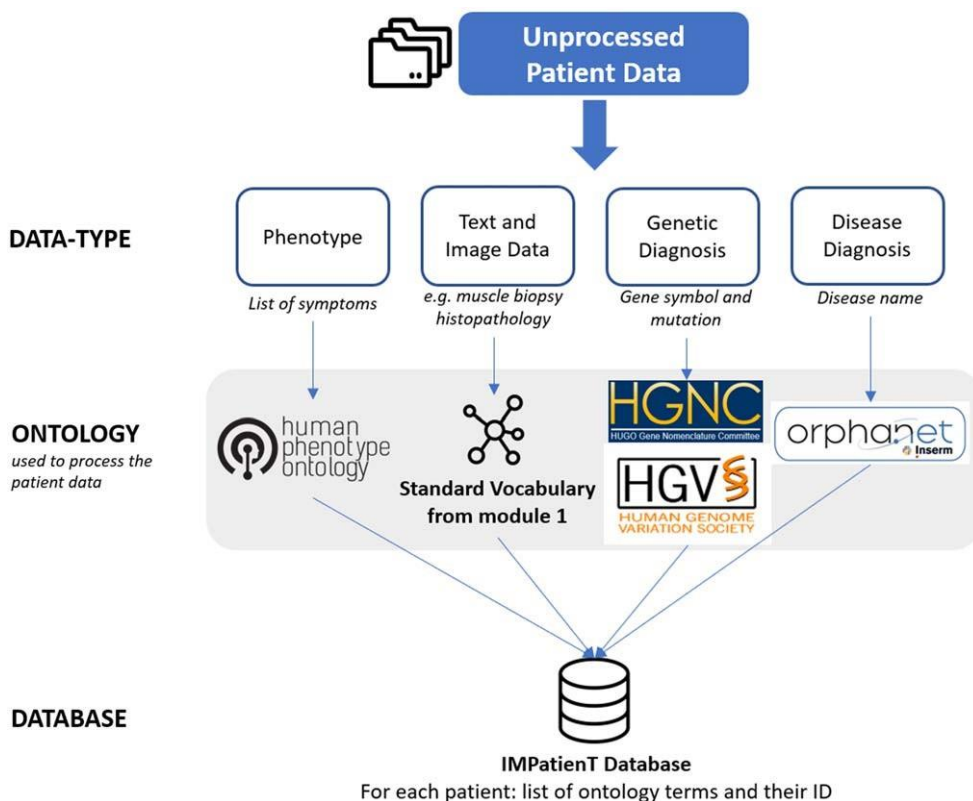 Unprocessed
Patient Data
DATA-TYPE
Phenotype
List of symptoms
Text and
Image Data
e.g. muscle biopsy
histopathology
Genetic
Diagnosis
Gene symbol and
mutation
Disease
Diagnosis
Disease name
ONTOLOGY
used to process the
patient data
human
phenotype
ontology
Standard Vocabulary
from module 1
HGNC
HUGO Gene Nomenclature Committee
HGVS
HUMAN GENOME
VARIATION SOCIETY
orphanet
Inserm
DATABASE
IMPatienT Database
For each patient: list of ontology terms and their ID